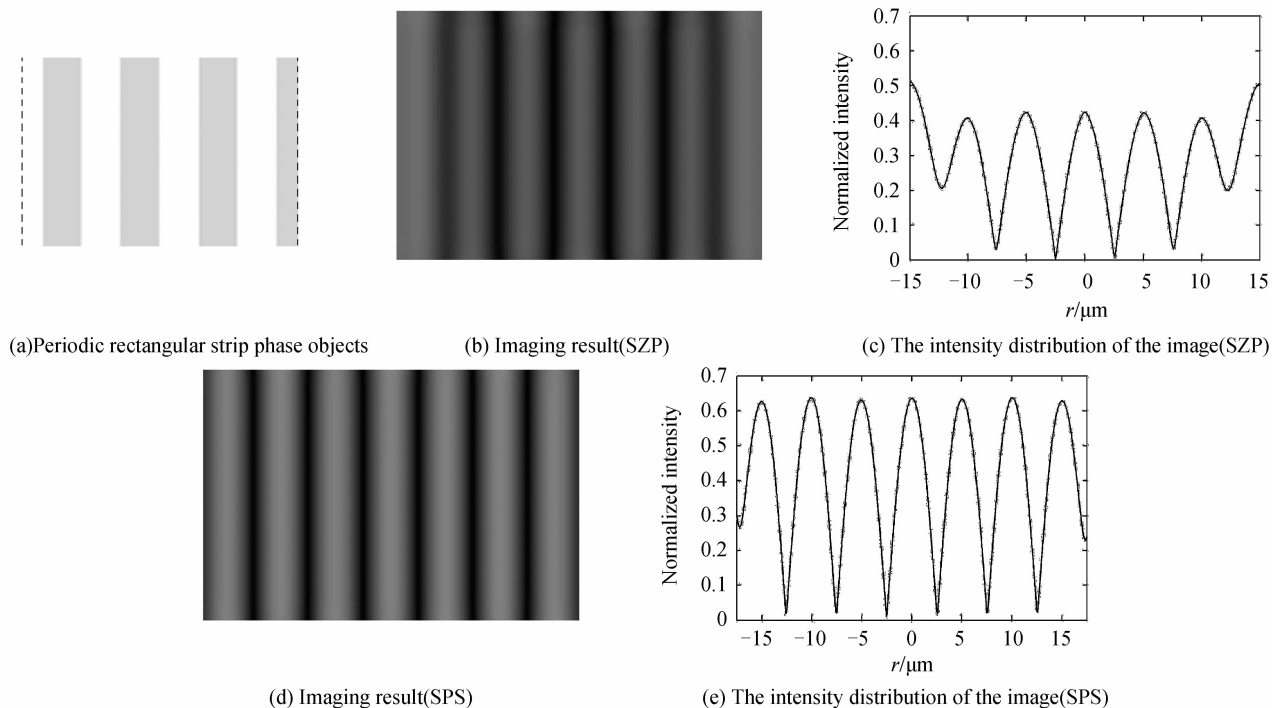 0.7
0.6
0.5
0.4
0.3
0.2
0.1
0
Normalized intensity
−15 −10 −5 0 5 10 15
r/μm
(a)Periodic rectangular strip phase objects
(b) Imaging result(SZP)
(c) The intensity distribution of the image(SZP)
0.7
0.6
0.5
0.4
0.3
0.2
0.1
0
Normalized intensity
−15 −10 −5 0 5 10 15
r/μm
(d) Imaging result(SPS)
(e) The intensity distribution of the image(SPS)